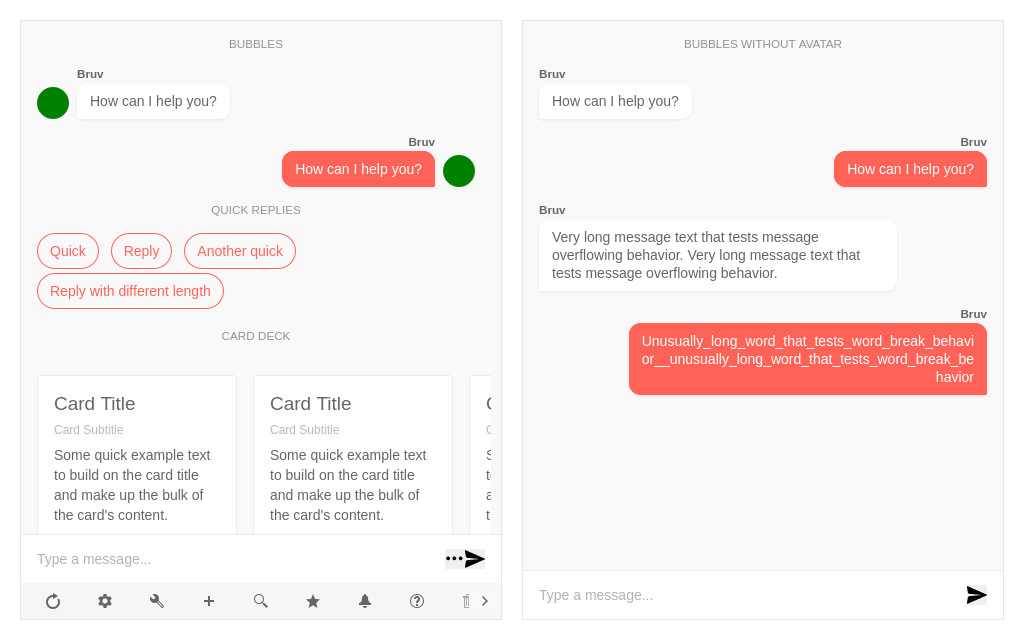 BUBBLES
Bruv
How can I help you?
Bruv
How can I help you?
QUICK REPLIES
Quick
Reply
Another quick
Reply with different length
CARD DECK
Card Title
Card Subtitle
Some quick example text
to build on the card title
and make up the bulk of
the card's content.
Card Title
Card Subtitle
Some quick example text
to build on the card title
and make up the bulk of
the card's content.
Type a message...
BUBBLES WITHOUT AVATAR
Bruv
How can I help you?
Bruv
How can I help you?
Bruv
Very long message text that tests message
overflowing behavior. Very long message text that
tests message overflowing behavior.
Bruv
Unusually_long_word_that_tests_word_break_behavi
or__unusually_long_word_that_tests_word_break_be
havior
Type a message...